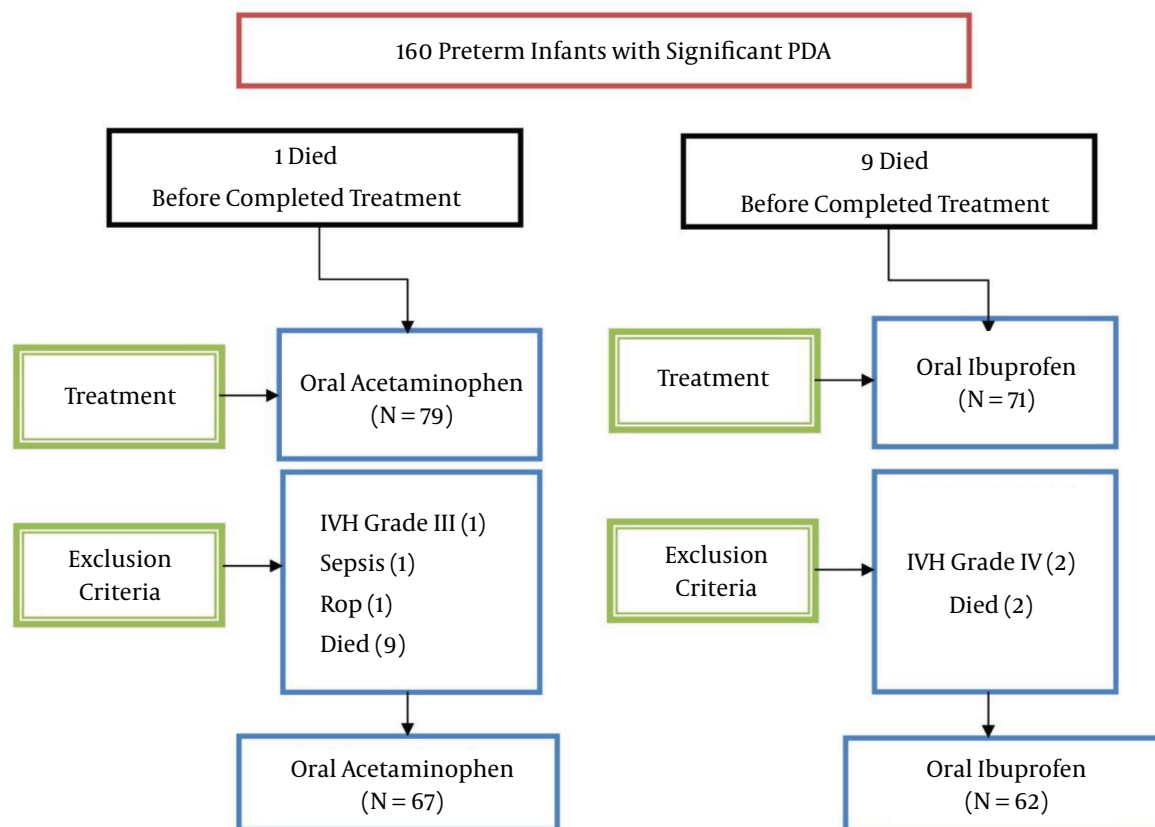 160 Preterm Infants with Significant PDA
1 Died
Before Completed Treatment
9 Died
Before Completed Treatment
Treatment
Oral Acetaminophen
(N = 79)
Treatment
Oral Ibuprofen
(N = 71)
Exclusion
Criteria
IVH Grade III (1)
Sepsis (1)
Rop (1)
Died (9)
Exclusion
Criteria
IVH Grade IV (2)
Died (2)
Oral Acetaminophen
(N = 67)
Oral Ibuprofen
(N = 62)